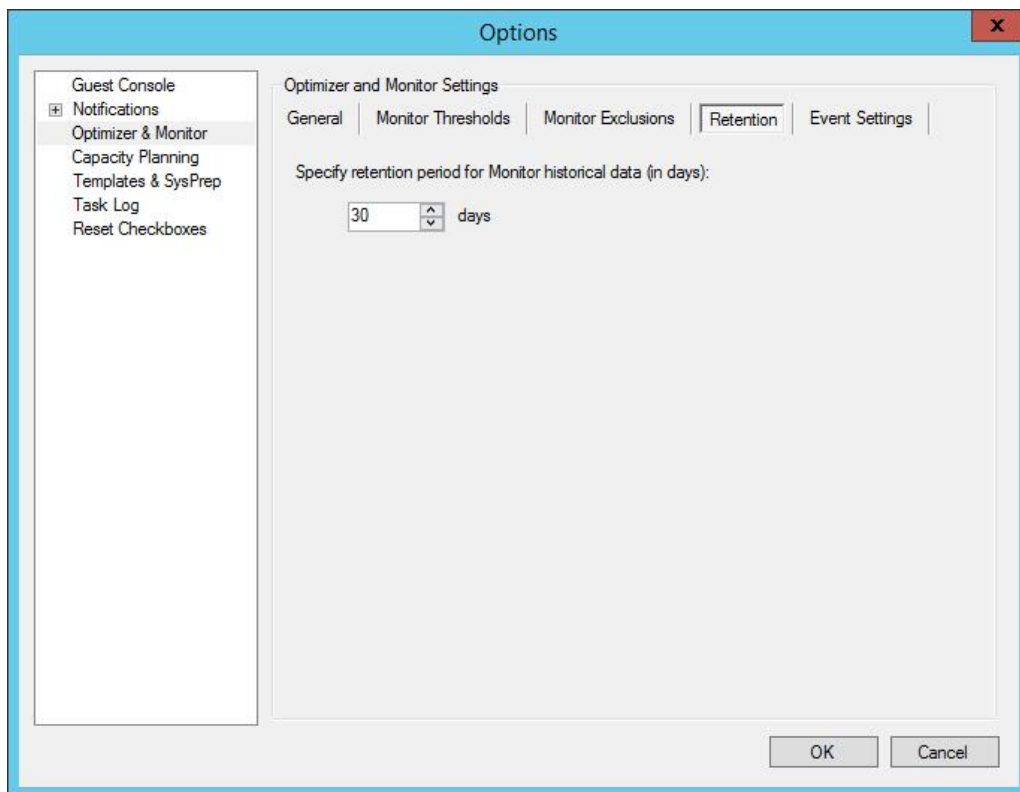 Options
x
Guest Console
Notifications
Optimizer & Monitor
Capacity Planning
Templates & SysPrep
Task Log
Reset Checkboxes
Optimizer and Monitor Settings
General Monitor Thresholds Monitor Exclusions Retention Event Settings
Specify retention period for Monitor historical data (in days):
30 days
OK Cancel